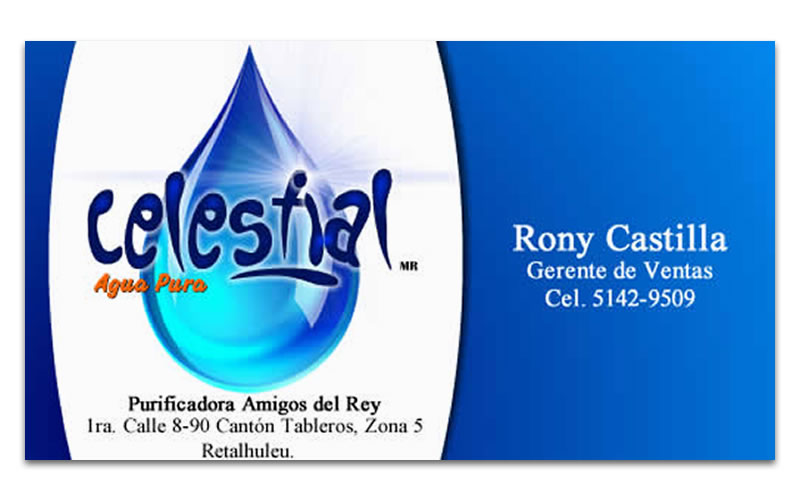 celestial
MR
Agua Pura
Purificadora Amigos del Rey
1ra. Calle 8-90 Cantón Tableros, Zona 5
Retalhuleu.
Rony Castilla
Gerente de Ventas
Cel. 5142-9509